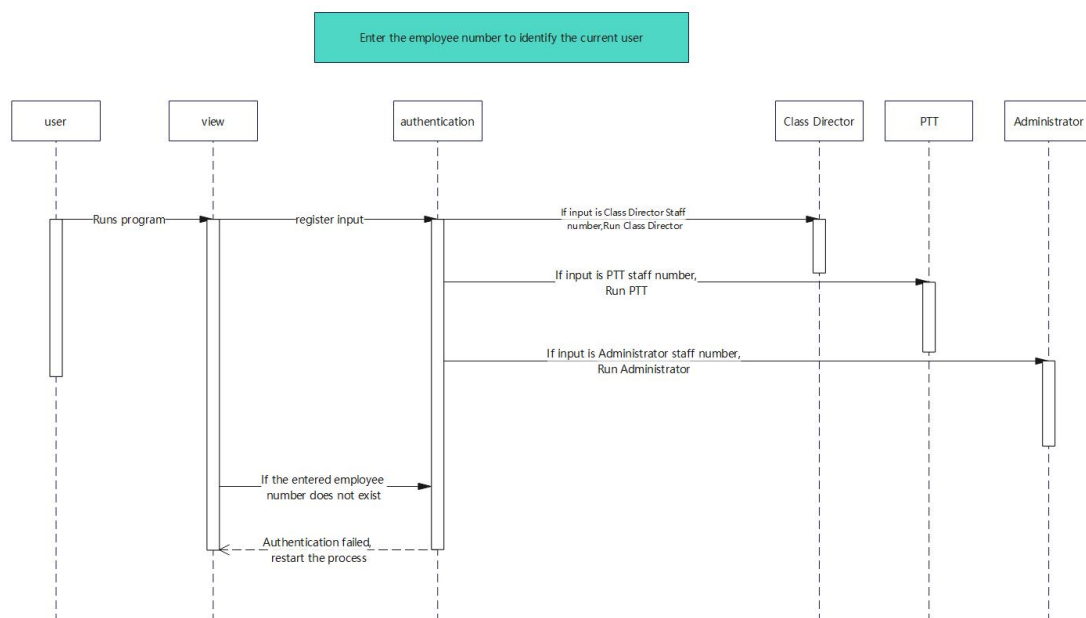 Enter the employee number to identify the current user
user
view
authentication
Class Director
PTT
Administrator
Runs program
register input
If input is Class Director Staff
number,Run Class Director
If input is PTT staff number,
Run PTT
If input is Administrator staff number,
Run Administrator
If the entered employee
number does not exist
Authentication failed,
restart the process